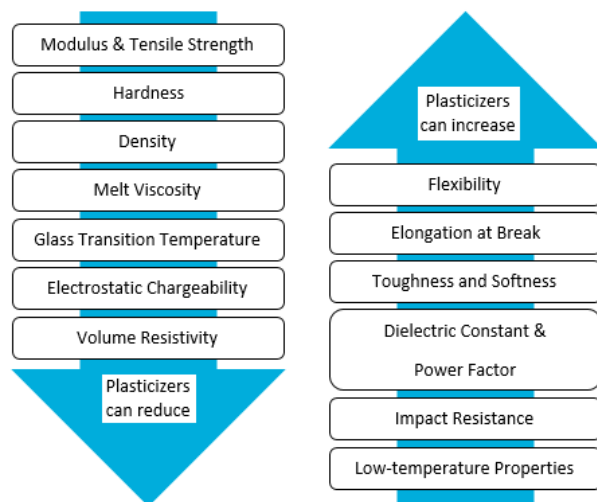 Modulus & Tensile Strength
Hardness
Density
Melt Viscosity
Glass Transition Temperature
Electrostatic Chargeability
Volume Resistivity
Plasticizers
can reduce
Plasticizers
can increase
Flexibility
Elongation at Break
Toughness and Softness
Dielectric Constant &
Power Factor
Impact Resistance
Low-temperature Properties